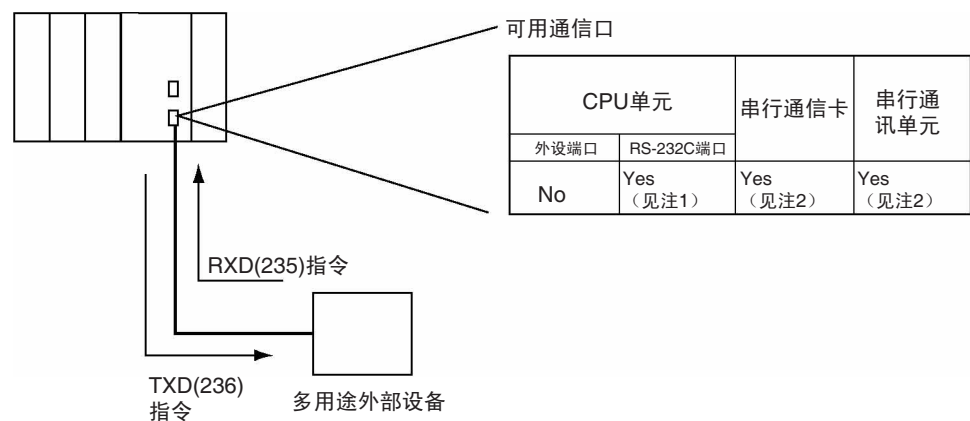 可用通信口
CPU单元
串行通信卡
串行通
讯单元
外设端口
RS-232C端口
No
Yes
（见注1）
Yes
（见注2）
Yes
（见注2）
RXD(235)指令
TXD(236)
指令
多用途外部设备